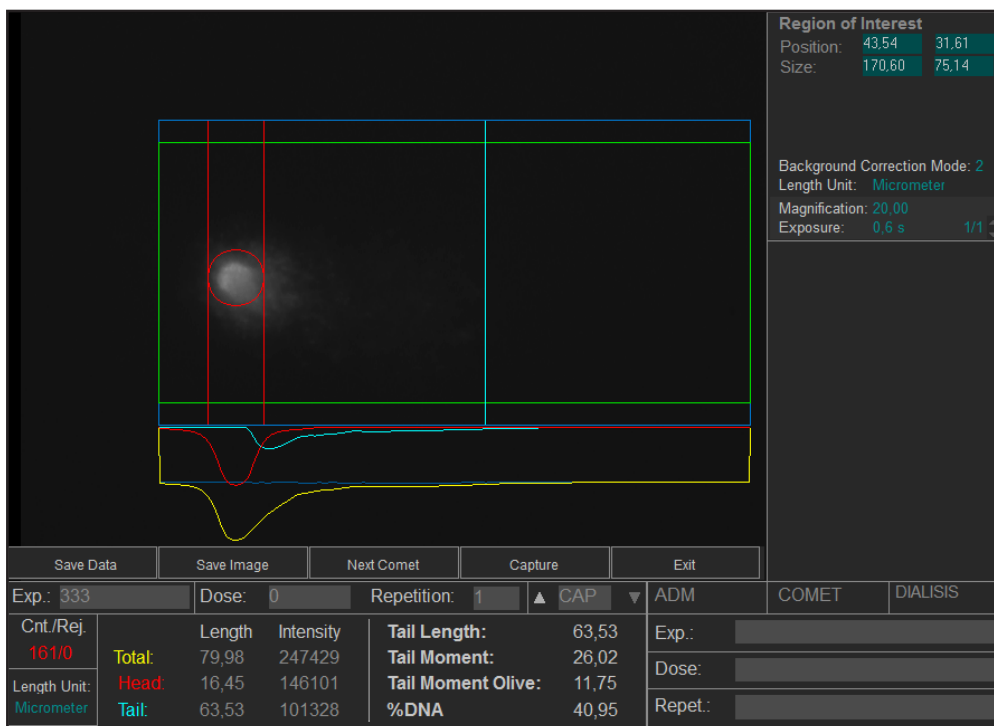 Region of Interest
Position: 43,54 31,61
Size: 170,60 75,14
Background Correction Mode: 2
Length Unit: Micrometer
Magnification: 20,00
Exposure: 0,6 s 1/1
Save Data Save Image Next Comet Capture Exit
Exp.: 333 Dose: 0 Repetition: 1 ▲ CAP ▼ ADM COMET DIALISIS
Cnt./Rej. Length Intensity Tail Length: 63,53 Exp.:
161/0 Total: 79,98 247429 Tail Moment: 26,02
Head: 16,45 146101 Tail Moment Olive: 11,75 Dose:
Length Unit:
Micrometer Tail: 63,53 101328 %DNA 40,95 Repet.: